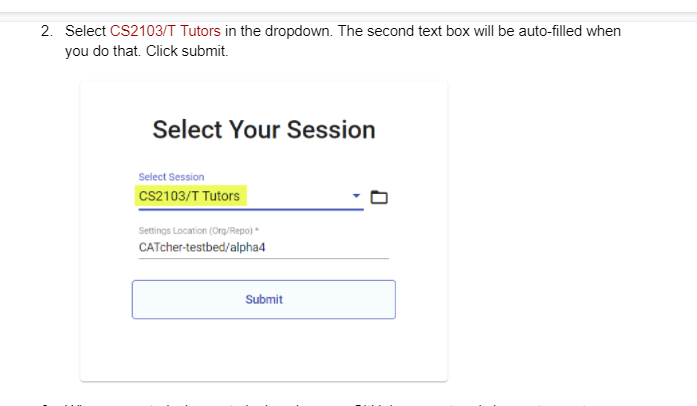 2. Select CS2103/T Tutors in the dropdown. The second text box will be auto-filled when
you do that. Click submit.
Select Your Session
Select Session
CS2103/T Tutors
Settings Location (Org/Repo) *
CATcher-testbed/alpha4
Submit